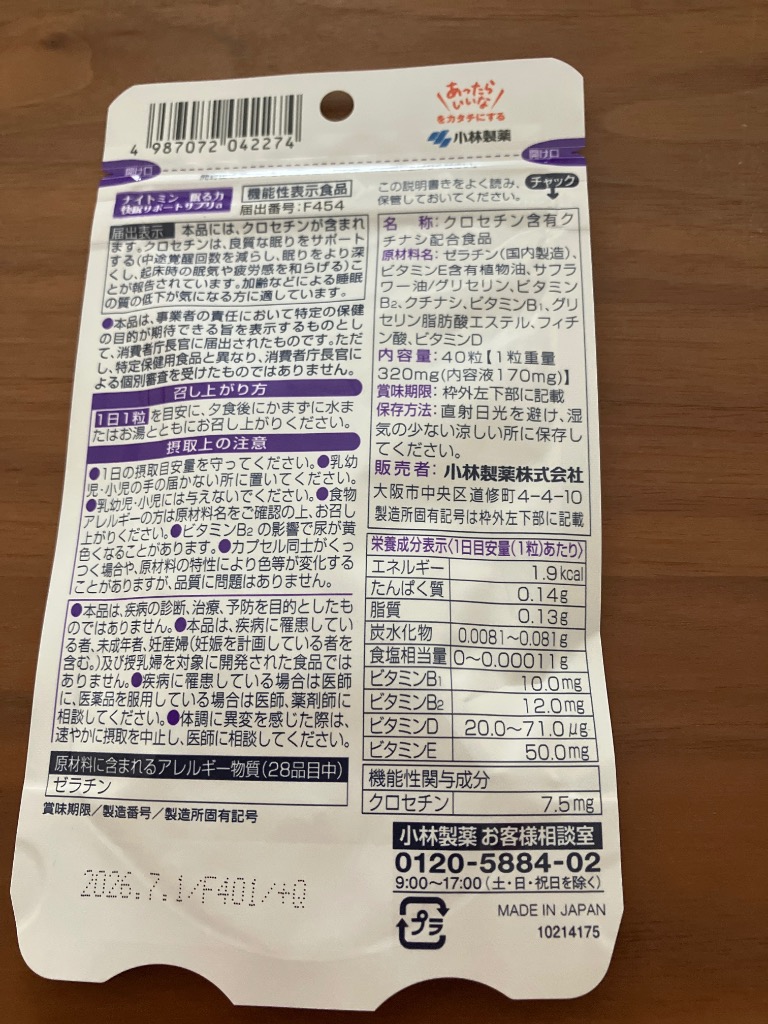 あったら
いいな
をカタチにする
小林製薬
4 987072 042274
開け口
開け口
ナイトミン 眠る力
快眠サポートサプリa
機能性表示食品
届出番号:F454
この説明書きをよく読み、
保管しておいてください。
チャック
届出表示 本品には、クロセチンが含まれ
ます。クロセチンは、良質な眠りをサポート
する(中途覚醒回数を減らし、眠りをより深
くし、起床時の眠気や疲労感を和らげる)こ
とが報告されています。加齢などによる睡眠
の質の低下が気になる方に適しています。
●本品は、事業者の責任において特定の保健
の目的が期待できる旨を表示するものとし
て、消費者庁長官に届出されたものです。ただ
し、特定保健用食品と異なり、消費者庁長官に
よる個別審査を受けたものではありません。
召し上がり方
1日1粒を目安に、夕食後にかまずに水ま
たはお湯とともにお召し上がりください。
摂取上の注意
●1日の摂取目安量を守ってください。●乳幼
児・小児の手の届かない所に置いてください。
●乳幼児・小児には与えないでください。●食物
アレルギーの方は原材料名をご確認の上、お召し
上がりください。●ビタミンB2の影響で尿が黄
色くなることがあります。●カプセル同士がくっ
つく場合や、原材料の特性により色等が変化する
ことがありますが、品質に問題はありません。
●本品は、疾病の診断、治療、予防を目的としたも
のではありません。●本品は、疾病に罹患してい
る者、未成年者、妊産婦(妊娠を計画している者を
含む。)及び授乳婦を対象に開発された食品では
ありません。●疾病に罹患している場合は医師
に、医薬品を服用している場合は医師、薬剤師に
相談してください。●体調に異変を感じた際は、
速やかに摂取を中止し、医師に相談してください。
原材料に含まれるアレルギー物質(28品目中)
ゼラチン
賞味期限/製造番号/製造所固有記号
2026.7.1/F401/+Q
名 称:クロセチン含有ク
チナシ配合食品
原材料名:ゼラチン(国内製造)、
ビタミンE含有植物油、サフラ
ワー油/グリセリン、ビタミン
B2、クチナシ、ビタミンB1、グリ
セリン脂肪酸エステル、フィチ
ン酸、ビタミンD
内容量:40粒【1粒重量
320mg(内容液170mg)】
賞味期限:枠外左下部に記載
保存方法:直射日光を避け、湿
気の少ない涼しい所に保存し
てください。
販売者:小林製薬株式会社
大阪市中央区道修町4-4-10
製造所固有記号は枠外左下部に記載
栄養成分表示〈1日目安量(1粒)あたり〉
エネルギー 1.9kcal
たんぱく質 0.14g
脂質 0.13g
炭水化物 0.0081~0.081g
食塩相当量 0~0.00011g
ビタミンB1 10.0mg
ビタミンB2 12.0mg
ビタミンD 20.0~71.0μg
ビタミンE 50.0mg
機能性関与成分
クロセチン 7.5mg
小林製薬 お客様相談室
0120-5884-02
9:00~17:00(土・日・祝日を除く)
プラ
MADE IN JAPAN
10214175